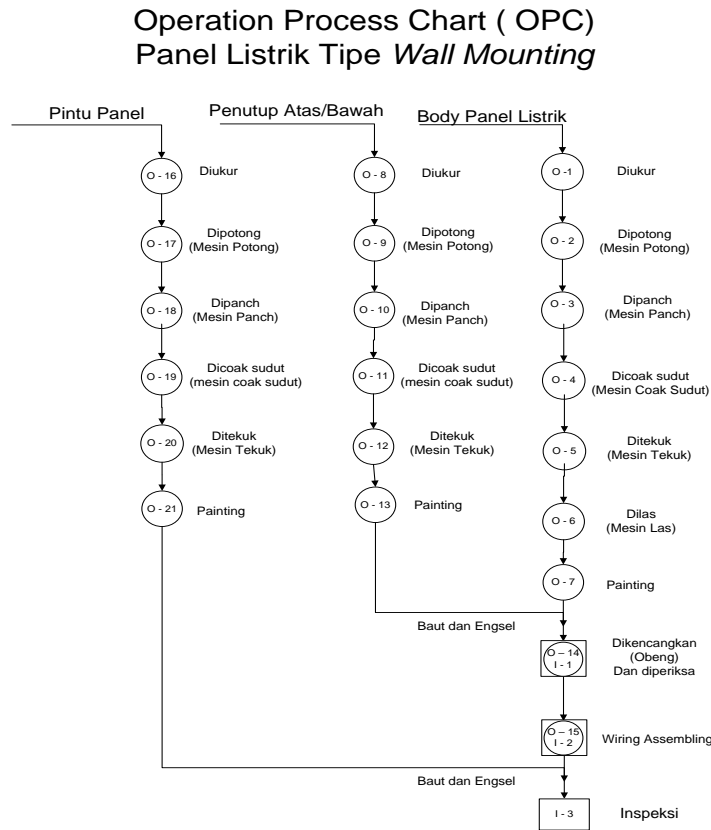 Operation Process Chart ( OPC)
Panel Listrik Tipe Wall Mounting
Pintu Panel
Penutup Atas/Bawah
Body Panel Listrik
O - 16
Diukur
O - 8
Diukur
O -1
Diukur
O - 17
Dipotong
(Mesin Potong)
O - 9
Dipotong
(Mesin Potong)
O - 2
Dipotong
(Mesin Potong)
O - 18
Dipanch
(Mesin Panch)
O - 10
Dipanch
(Mesin Panch)
O - 3
Dipanch
(Mesin Panch)
O - 19
Dicoak sudut
(mesin coak sudut)
O - 11
Dicoak sudut
(mesin coak sudut)
O - 4
Dicoak sudut
(Mesin Coak Sudut)
O - 20
Ditekuk
(Mesin Tekuk)
O - 12
Ditekuk
(Mesin Tekuk)
O - 5
Ditekuk
(Mesin Tekuk)
O - 21
Painting
O - 13
Painting
O - 6
Dilas
(Mesin Las)
O - 7
Painting
Baut dan Engsel
O – 14
I - 1
Dikencangkan
(Obeng)
Dan diperiksa
O – 15
I - 2
Wiring Assembling
Baut dan Engsel
I - 3
Inspeksi